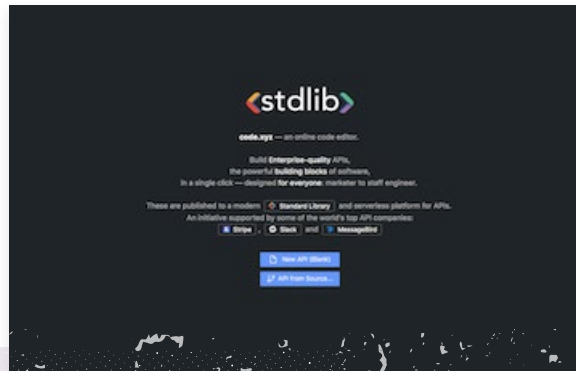 <stdlib>
code.xyz — an online code editor.
Build Enterprise-quality APIs,
the powerful building blocks of software,
in a single click — designed for everyone: marketer to staff engineer.
These are published to a modern Standard Library and serverless platform for APIs.
An initiative supported by some of the world's top API companies:
Stripe, Slack and MessageBird
New API (Blank)
API from Source...